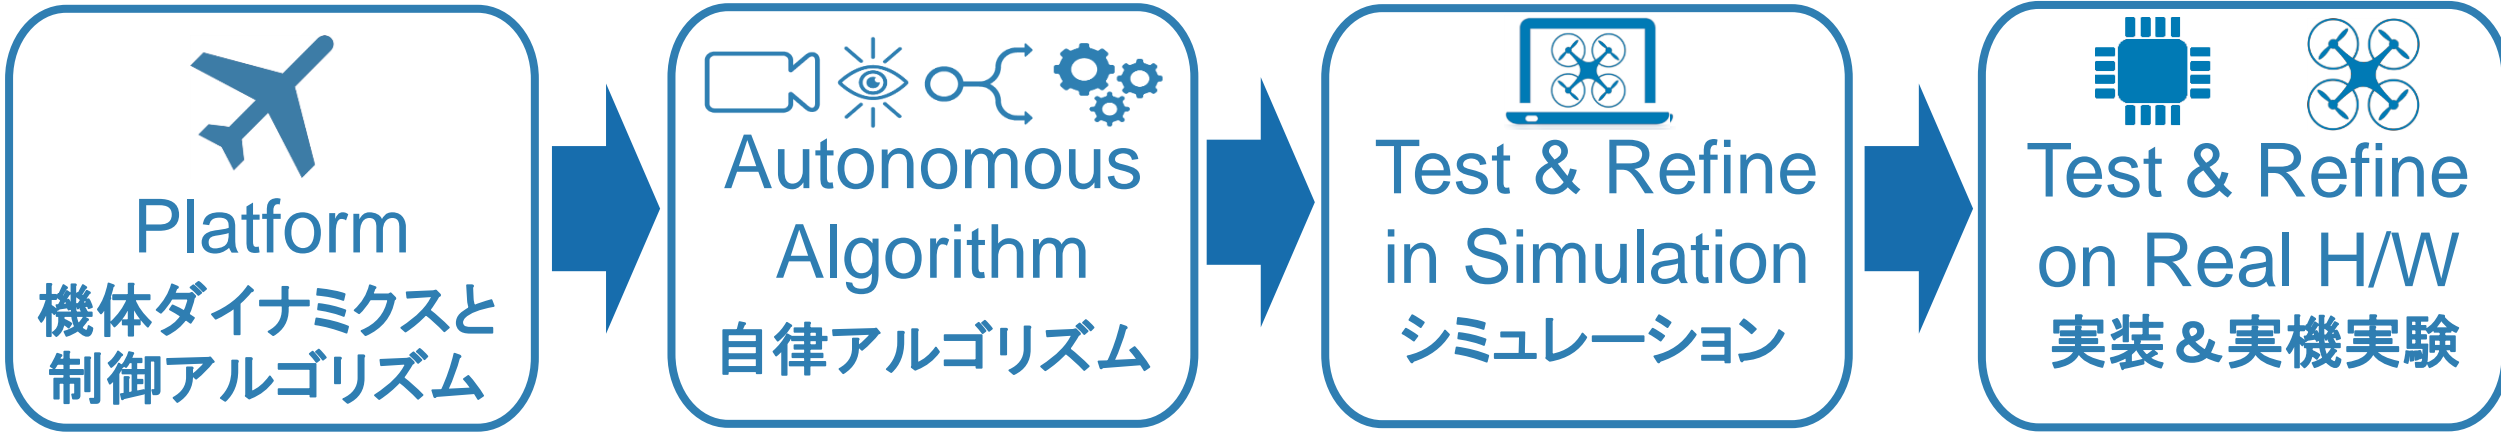 Platform
機体ダイナミクスと
制御アルゴリズム
Autonomous
Algorithm
自律アルゴリズム
Test & Refine
in Simulation
シミュレーション
Test & Refine
on Real H/W
実装＆実機実験